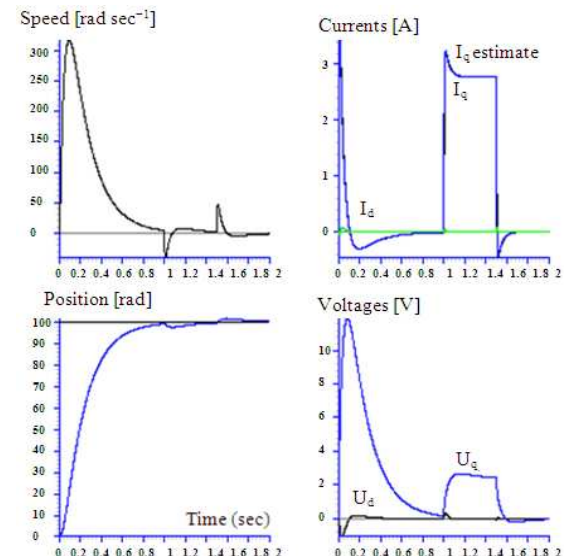 Speed [rad sec⁻¹]
300
250
200
150
100
50
0
0 0.2 0.4 0.6 0.8 1 1.2 1.4 1.6 1.8 2
Currents [A]
3
2
1
0
I_q estimate
I_q
I_d
0 0.2 0.4 0.6 0.8 1 1.2 1.4 1.6 1.8 2
Position [rad]
100
90
80
70
60
50
40
30
20
10
0
Time (sec)
0 0.2 0.4 0.6 0.8 1 1.2 1.4 1.6 1.8 2
Voltages [V]
10
8
6
4
2
0
U_q
U_d
0 0.2 0.4 0.6 0.8 1 1.2 1.4 1.6 1.8 2